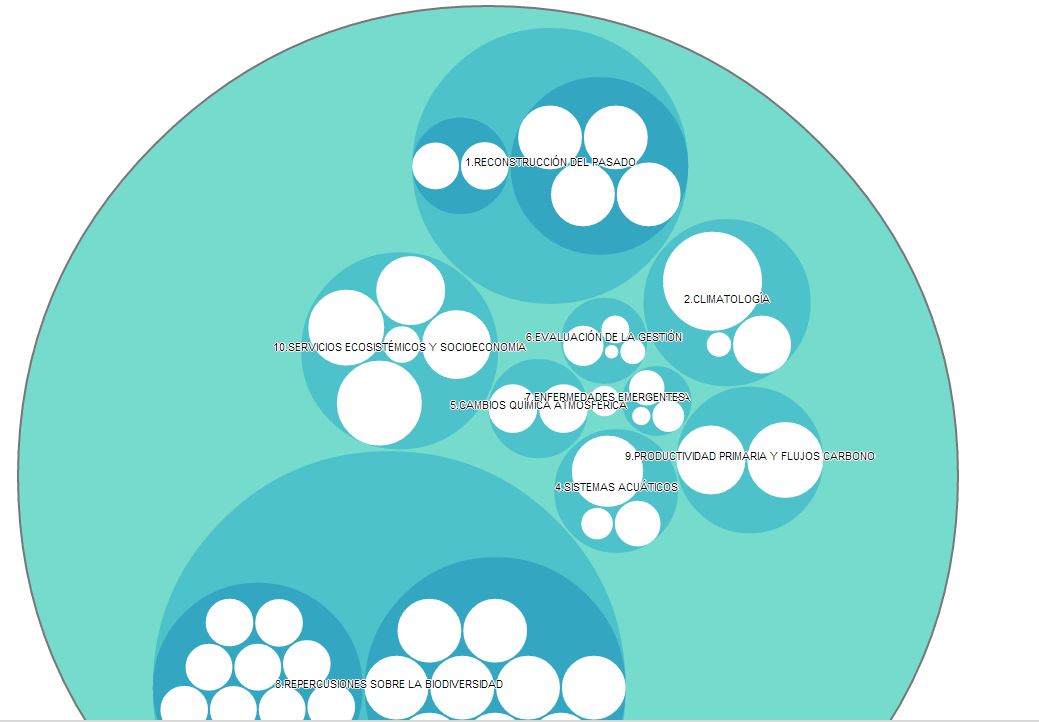 1.RECONSTRUCCIÓN DEL PASADO
2.CLIMATOLOGÍA
6.EVALUACIÓN DE LA GESTIÓN
10.SERVICIOS ECOSISTÉMICOS Y SOCIOECONOMÍA
7.ENFERMEDADES EMERGENTES
5.CAMBIOS QUÍMICA ATMOSFÉRICA
9.PRODUCTIVIDAD PRIMARIA Y FLUJOS CARBONO
4.SISTEMAS ACUÁTICOS
8.REPERCUSIONES SOBRE LA BIODIVERSIDAD